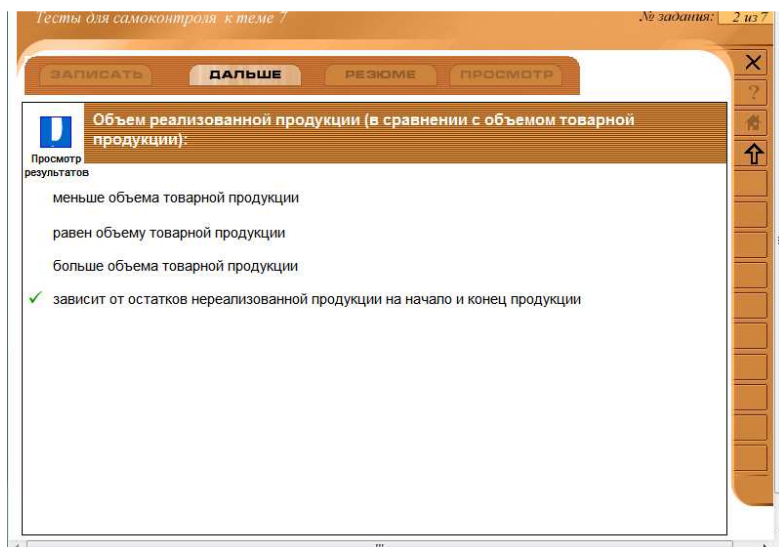 Тесты для самоконтроля к теме 7
№ задания: 2 из 7
ЗАПИСАТЬ ДАЛЬШЕ РЕЗЮМЕ ПРОСМОТР
Объем реализованной продукции (в сравнении с объемом товарной
продукции):
Просмотр
результатов
меньше объема товарной продукции
равен объему товарной продукции
больше объема товарной продукции
зависит от остатков нереализованной продукции на начало и конец продукции